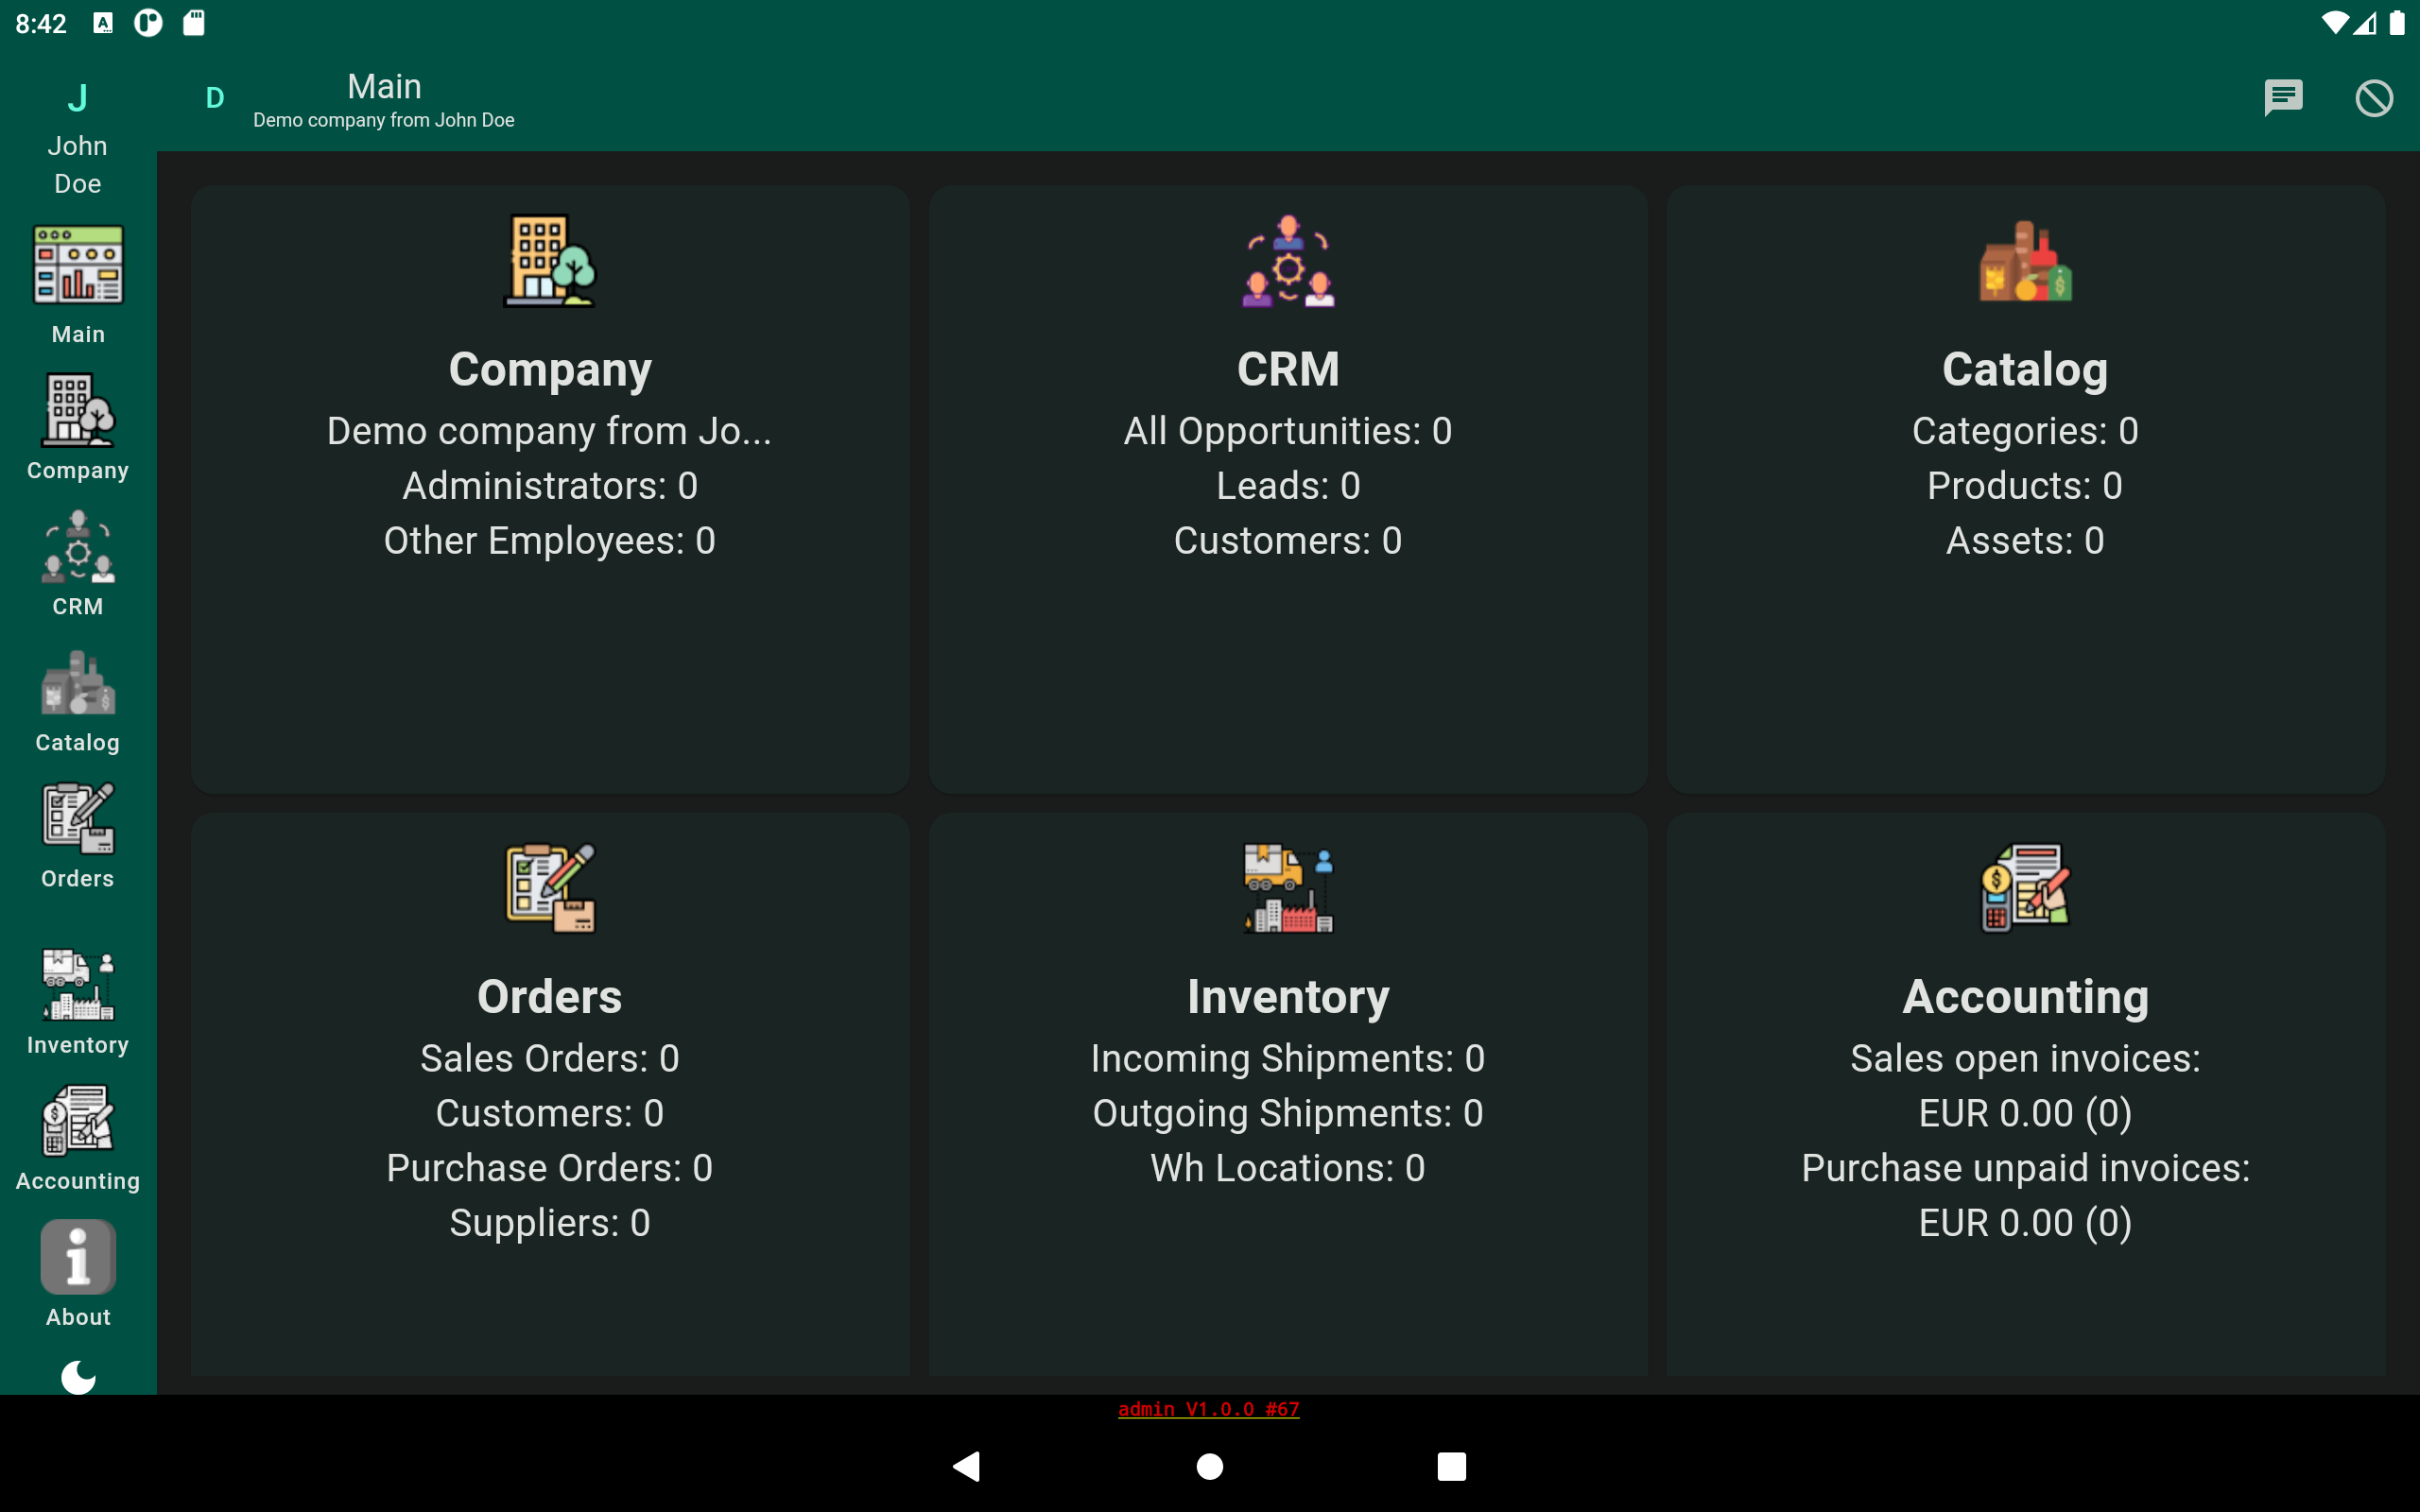 8:42
J
John
Doe
Main
Company
CRM
Catalog
Orders
Inventory
Accounting
About
D
Main
Demo company from John Doe
Company
Demo company from Jo...
Administrators: 0
Other Employees: 0
CRM
All Opportunities: 0
Leads: 0
Customers: 0
Catalog
Categories: 0
Products: 0
Assets: 0
Orders
Sales Orders: 0
Customers: 0
Purchase Orders: 0
Suppliers: 0
Inventory
Incoming Shipments: 0
Outgoing Shipments: 0
Wh Locations: 0
Accounting
Sales open invoices:
EUR 0.00 (0)
Purchase unpaid invoices:
EUR 0.00 (0)
admin V1.0.0 #67